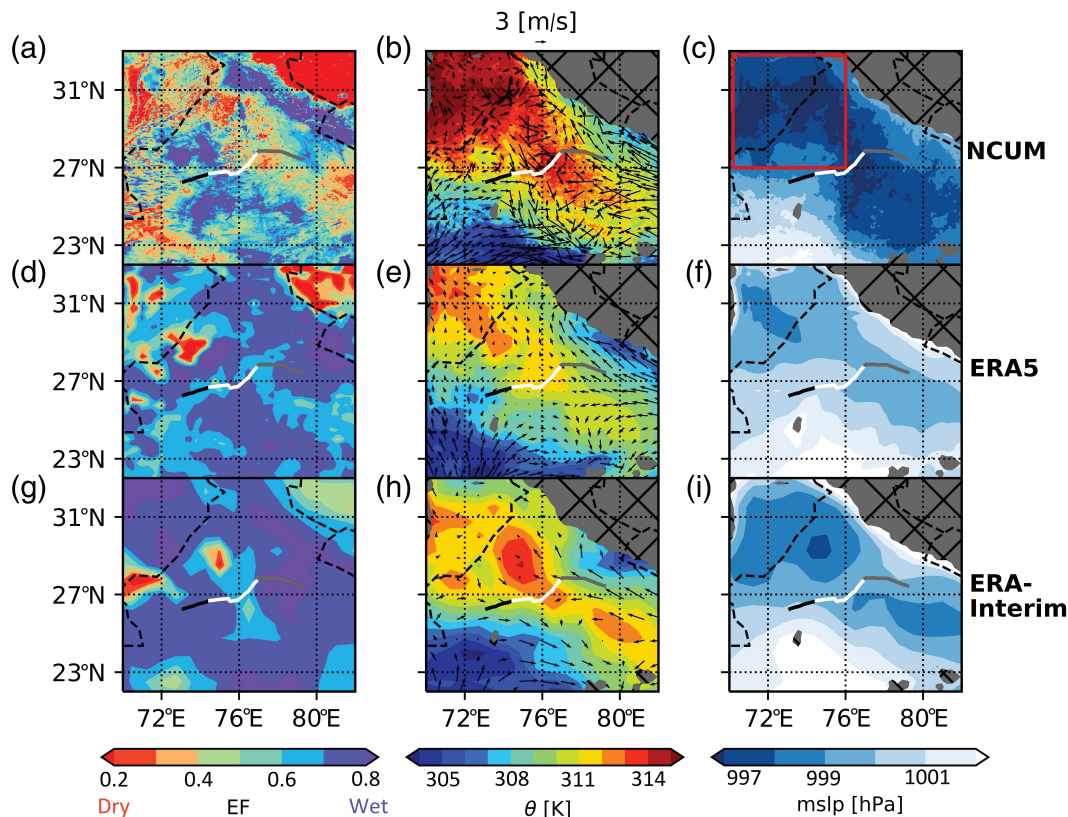 3 [m/s]
(a) (b) (c)
31°N
27°N
23°N
NCUM
(d) (e) (f)
31°N
27°N
23°N
ERA5
(g) (h) (i)
31°N
27°N
23°N
ERA-
Interim
72°E 76°E 80°E 72°E 76°E 80°E 72°E 76°E 80°E
0.2 0.4 0.6 0.8 305 308 311 314 997 999 1001
Dry EF Wet θ [K] mslp [hPa]